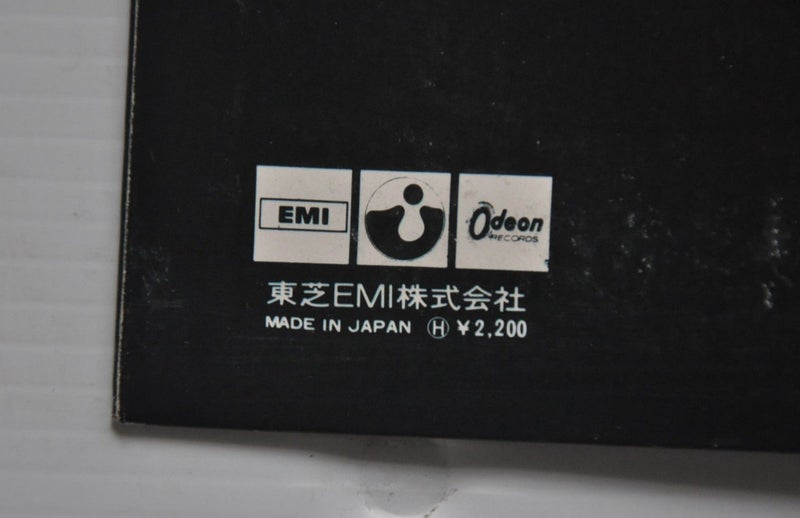 EMI
Odeon
RECORDS
東芝EMI株式会社
MADE IN JAPAN Ⓗ ¥2,200